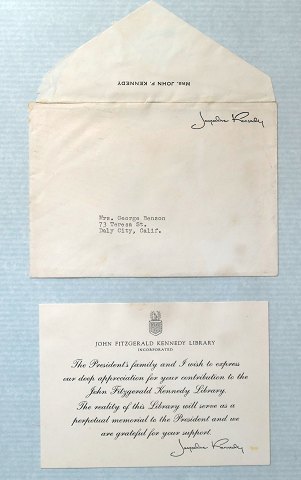 MRS. JOHN F. KENNEDY
Jacqueline Kennedy
Mrs. George Benson
73 Teresa St.
Daly City, Calif.
JOHN FITZGERALD KENNEDY LIBRARY
INCORPORATED
The President's family and I wish to express
our deep appreciation for your contribution to the
John Fitzgerald Kennedy Library.
The reality of this Library will serve as a
perpetual memorial to the President and we
are grateful for your support.
Jacqueline Kennedy